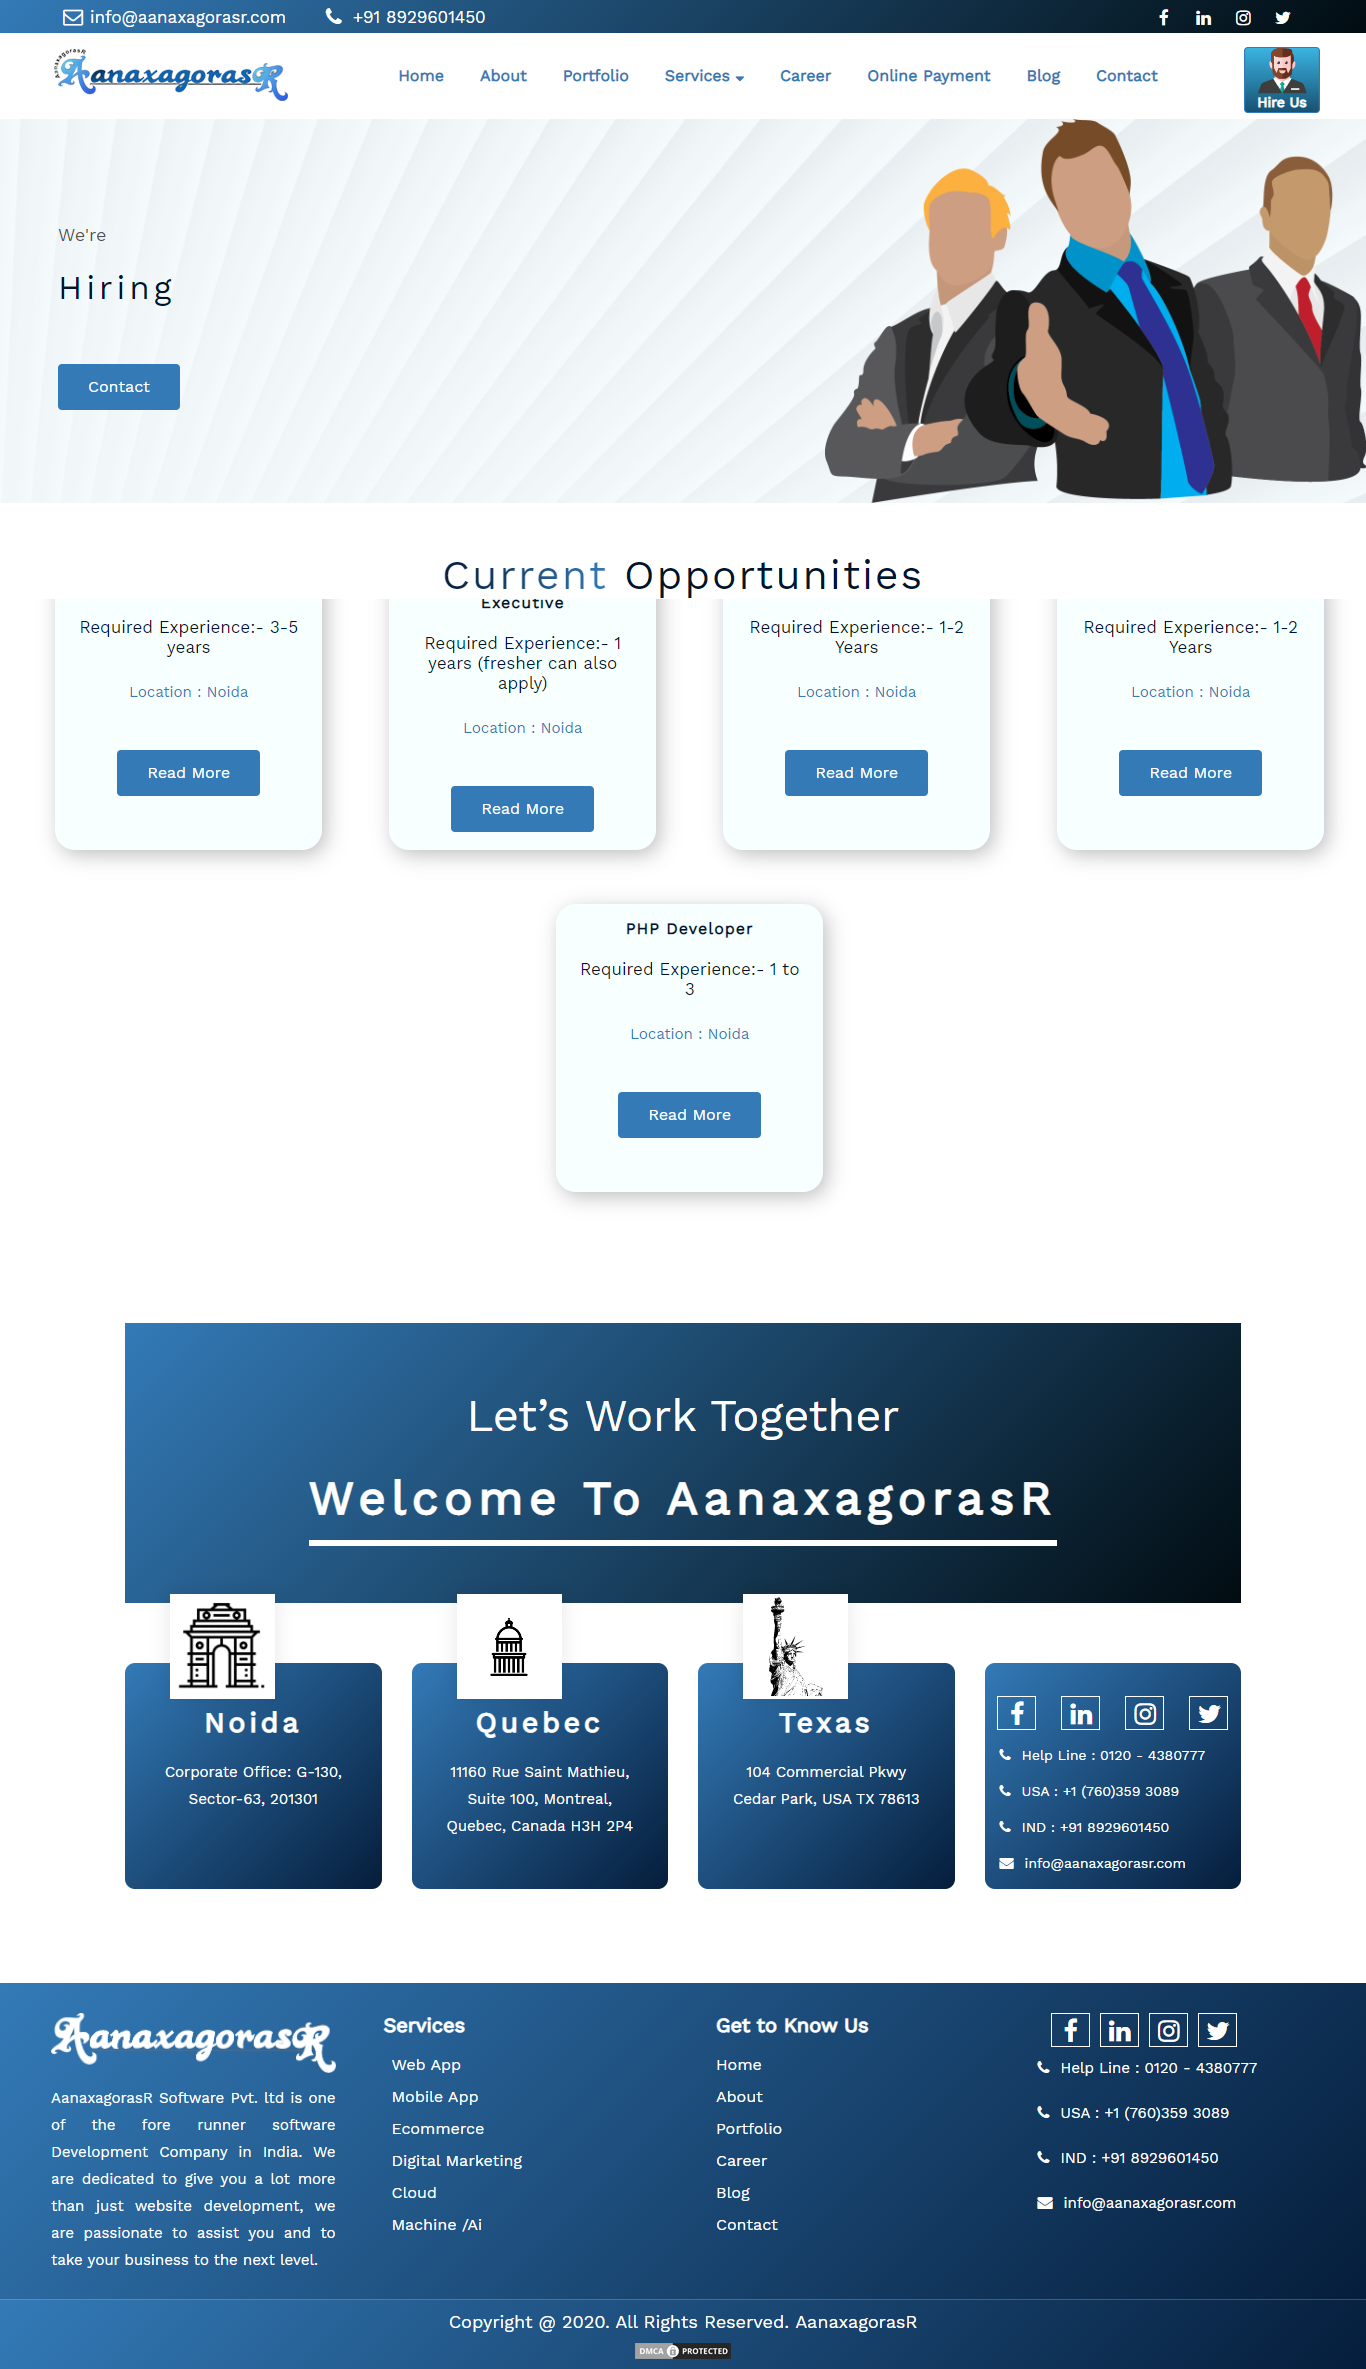 info@aanaxagorasr.com +91 8929601450
AanaxagorasR
AanaxagorasR
Home About Portfolio Services Career Online Payment Blog Contact
Hire Us
We're
Hiring
Contact
Current Opportunities
Required Experience:- 3-5
years
Location : Noida
Read More
Executive
Required Experience:- 1
years (fresher can also
apply)
Location : Noida
Read More
Required Experience:- 1-2
Years
Location : Noida
Read More
Required Experience:- 1-2
Years
Location : Noida
Read More
PHP Developer
Required Experience:- 1 to
3
Location : Noida
Read More
Let’s Work Together
Welcome To AanaxagorasR
Noida
Corporate Office: G-130,
Sector-63, 201301
Quebec
11160 Rue Saint Mathieu,
Suite 100, Montreal,
Quebec, Canada H3H 2P4
Texas
104 Commercial Pkwy
Cedar Park, USA TX 78613
Help Line : 0120 - 4380777
USA : +1 (760)359 3089
IND : +91 8929601450
info@aanaxagorasr.com
AanaxagorasR
AanaxagorasR Software Pvt. ltd is one
of the fore runner software
Development Company in India. We
are dedicated to give you a lot more
than just website development, we
are passionate to assist you and to
take your business to the next level.
Services
Web App
Mobile App
Ecommerce
Digital Marketing
Cloud
Machine /Ai
Get to Know Us
Home
About
Portfolio
Career
Blog
Contact
Help Line : 0120 - 4380777
USA : +1 (760)359 3089
IND : +91 8929601450
info@aanaxagorasr.com
Copyright @ 2020. All Rights Reserved. AanaxagorasR
DMCA PROTECTED